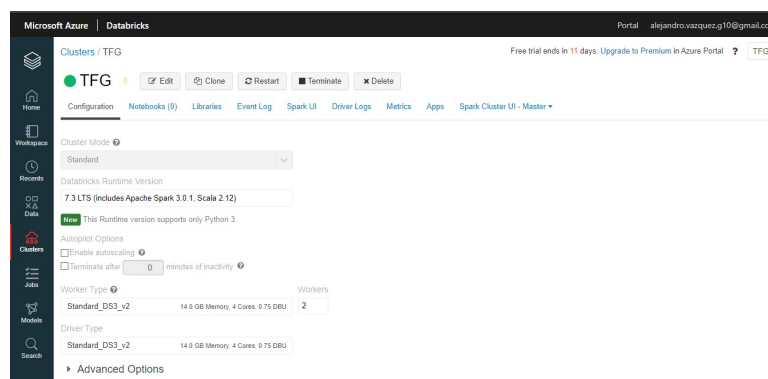 Microsoft Azure | Databricks
Portal alejandro.vazquez.g10@gmail.co
Clusters / TFG
Free trial ends in 11 days. Upgrade to Premium in Azure Portal ? TFG
TFG
Edit
Clone
Restart
Terminate
Delete
Configuration Notebooks (0) Libraries Event Log Spark UI Driver Logs Metrics Apps Spark Cluster UI - Master
Home
Workspace
Recents
Data
Clusters
Jobs
Models
Search
Cluster Mode ?
Standard
Databricks Runtime Version
7.3 LTS (includes Apache Spark 3.0.1, Scala 2.12)
New This Runtime version supports only Python 3.
Autopilot Options
Enable autoscaling ?
Terminate after 0 minutes of inactivity ?
Worker Type ? Workers
Standard_DS3_v2 14.0 GB Memory, 4 Cores, 0.75 DBU 2
Driver Type
Standard_DS3_v2 14.0 GB Memory, 4 Cores, 0.75 DBU
Advanced Options